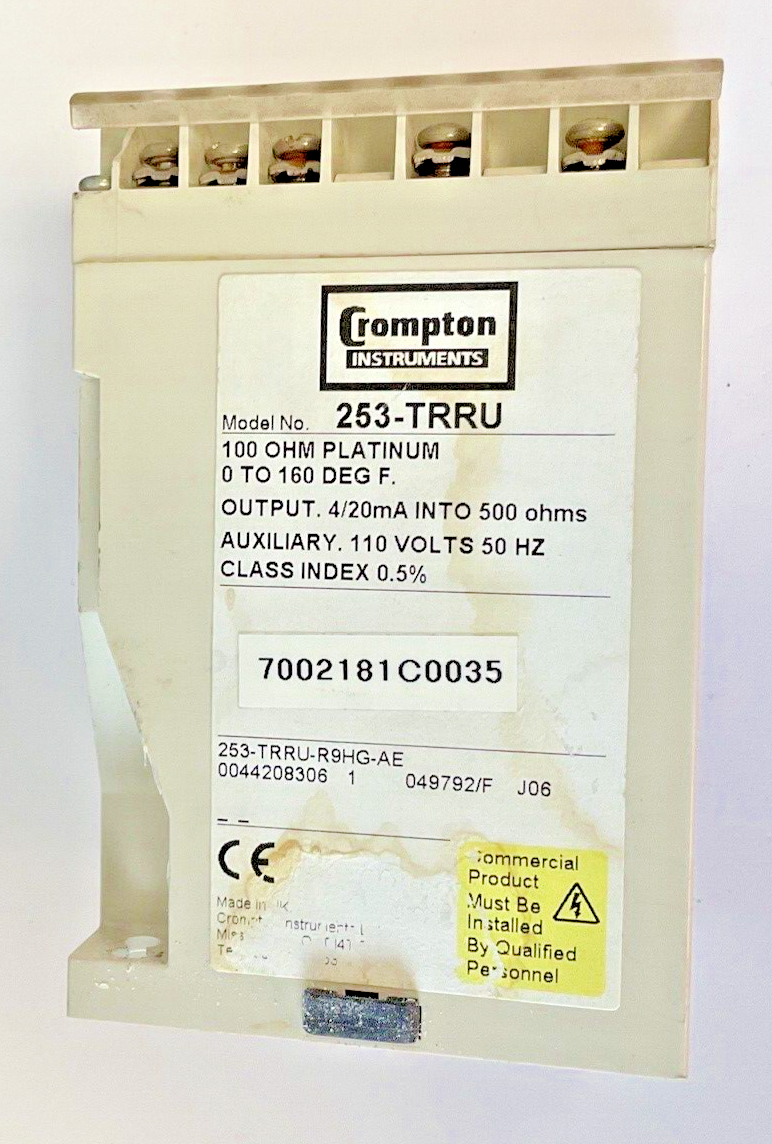 Crompton
INSTRUMENTS
Model No. 253-TRRU
100 OHM PLATINUM
0 TO 160 DEG F.
OUTPUT. 4/20mA INTO 500 ohms
AUXILIARY. 110 VOLTS 50 HZ
CLASS INDEX 0.5%
7002181C0035
253-TRRU-R9HG-AE
0044208306 1 049792/F J06
– –
CE
Made in
Commercial
Product
Must Be
Installed
By Qualified
Personnel